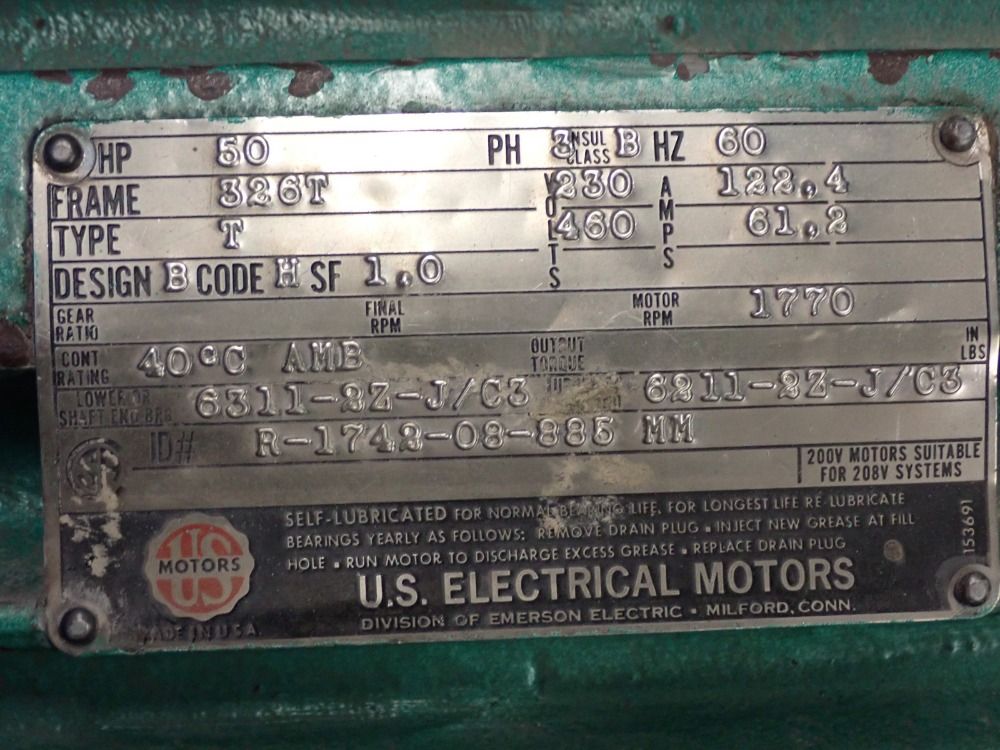 HP 50 PH 3 INSUL CLASS B HZ 60
FRAME 326T VOLTS 230 AMPS 122.4
TYPE T 460 61.2
DESIGN B CODE H SF 1.0
GEAR RATIO FINAL RPM MOTOR RPM 1770
CONT RATING 40°C AMB OUTPUT TORQUE IN LBS
LOWER OR SHAFT END BRG 6311-2Z-J/C3 6211-2Z-J/C3
ID# R-1742-08-885 MM
200V MOTORS SUITABLE
FOR 208V SYSTEMS
SELF-LUBRICATED FOR NORMAL BEARING LIFE. FOR LONGEST LIFE RE-LUBRICATE
BEARINGS YEARLY AS FOLLOWS: REMOVE DRAIN PLUG • INJECT NEW GREASE AT FILL
HOLE • RUN MOTOR TO DISCHARGE EXCESS GREASE • REPLACE DRAIN PLUG
US MOTORS
U.S. ELECTRICAL MOTORS
DIVISION OF EMERSON ELECTRIC • MILFORD, CONN.
MADE IN U.S.A.
153691